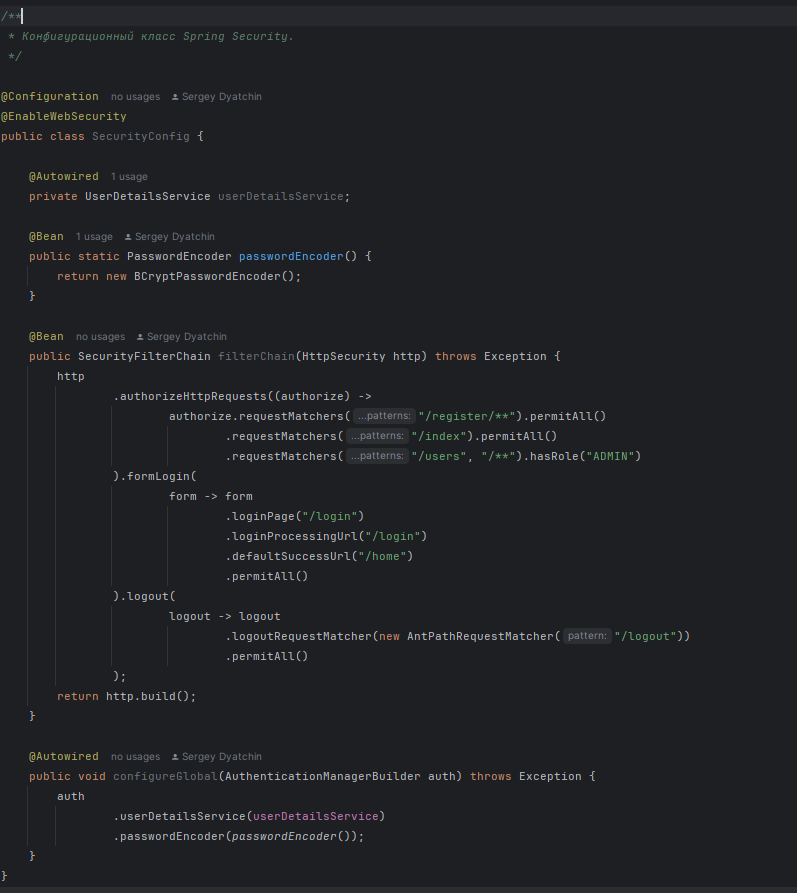 /**
 * Конфигурационный класс Spring Security.
 */
@Configuration no usages Sergey Dyatchin
@EnableWebSecurity
public class SecurityConfig {
@Autowired 1 usage
private UserDetailsService userDetailsService;
@Bean 1 usage Sergey Dyatchin
public static PasswordEncoder passwordEncoder() {
return new BCryptPasswordEncoder();
}
@Bean no usages Sergey Dyatchin
public SecurityFilterChain filterChain(HttpSecurity http) throws Exception {
http
.authorizeHttpRequests((authorize) ->
authorize.requestMatchers( ...patterns: "/register/**").permitAll()
.requestMatchers( ...patterns: "/index").permitAll()
.requestMatchers( ...patterns: "/users", "/**").hasRole("ADMIN")
).formLogin(
form -> form
.loginPage("/login")
.loginProcessingUrl("/login")
.defaultSuccessUrl("/home")
.permitAll()
).logout(
logout -> logout
.logoutRequestMatcher(new AntPathRequestMatcher( pattern: "/logout"))
.permitAll()
);
return http.build();
}
@Autowired no usages Sergey Dyatchin
public void configureGlobal(AuthenticationManagerBuilder auth) throws Exception {
auth
.userDetailsService(userDetailsService)
.passwordEncoder(passwordEncoder());
}
}